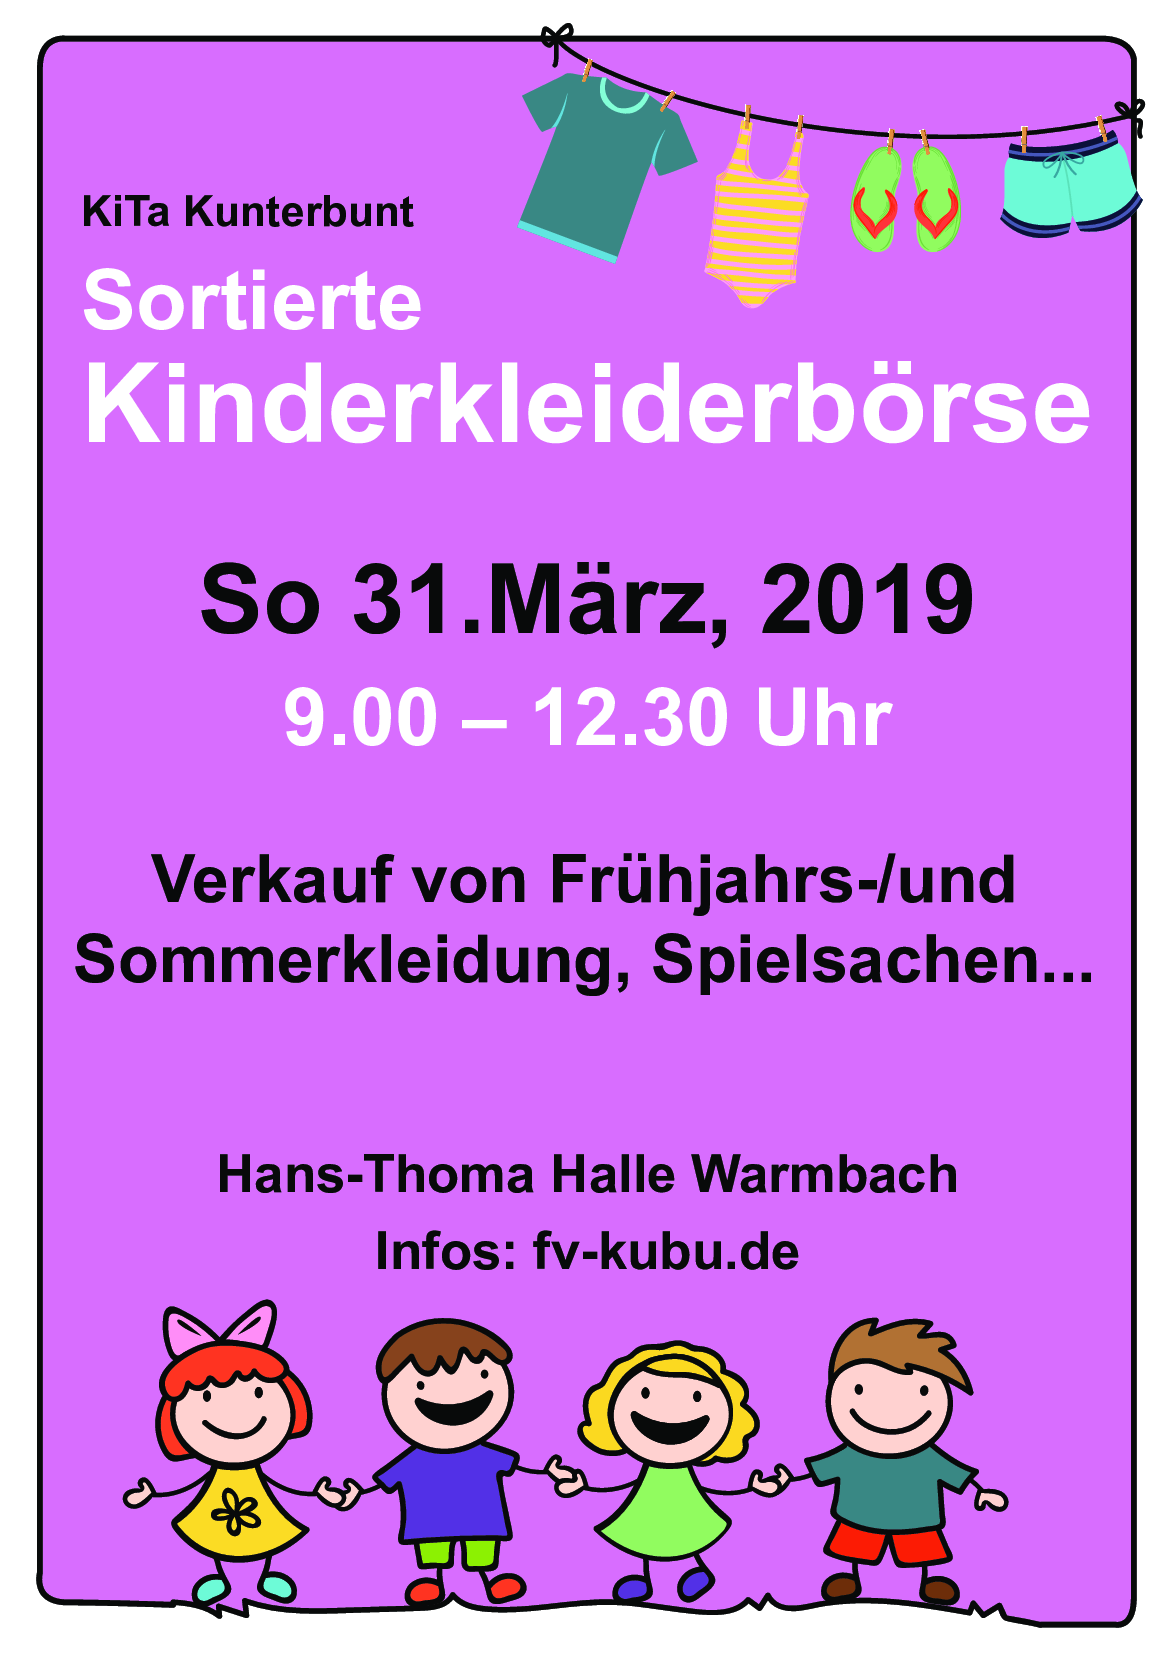 KiTa Kunterbunt
Sortierte
Kinderkleiderbörse
So 31.März, 2019
9.00 – 12.30 Uhr
Verkauf von Frühjahrs-/und
Sommerkleidung, Spielsachen...
Hans-Thoma Halle Warmbach
Infos: fv-kubu.de